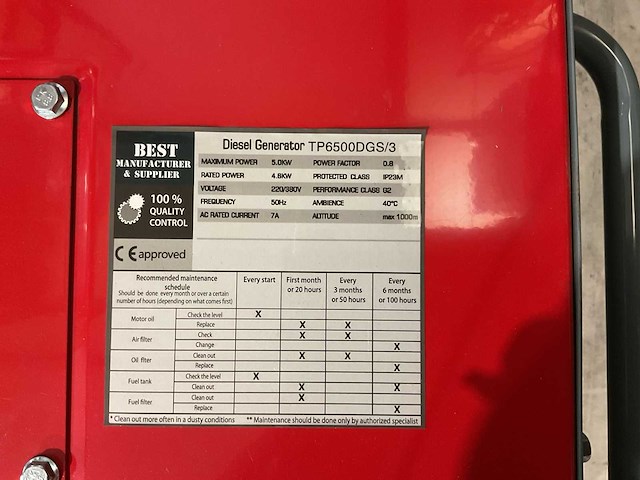 BEST
MANUFACTURER
& SUPPLIER
100 %
QUALITY
CONTROL
CE approved
Diesel Generator TP6500DGS/3
MAXIMUM POWER 5.0KW POWER FACTOR 0.8
RATED POWER 4.6KW PROTECTED CLASS IP23M
VOLTAGE 220/380V PERFORMANCE CLASS G2
FREQUENCY 50Hz AMBIENCE 40°C
AC RATED CURRENT 7A ALTITUDE max 1000m
Recommended maintenance
schedule
Should be done every month or over a certain
number of hours (depending on what comes first)
Every start
First month
or 20 hours
Every
3 months
or 50 hours
Every
6 months
or 100 hours
Motor oil Check the level X
Replace X X
Air filter Check X X
Change X
Oil flter Clean out X X
Replace X
Fuel tank Check the level X
Clean out X X
Fuel filter Clean out X
Replace X
* Clean out more often in a dusty conditions ** Maintenance should be done only by authorized specialist